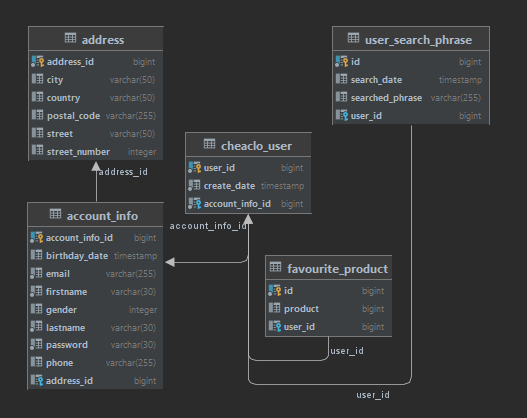 address
address_id bigint
city varchar(50)
country varchar(50)
postal_code varchar(255)
street varchar(50)
street_number integer
user_search_phrase
id bigint
search_date timestamp
searched_phrase varchar(255)
user_id bigint
cheaclo_user
user_id bigint
create_date timestamp
account_info_id bigint
address_id
account_info
account_info_id bigint
birthday_date timestamp
email varchar(255)
firstname varchar(30)
gender integer
lastname varchar(30)
password varchar(30)
phone varchar(255)
address_id bigint
account_info_id
favourite_product
id bigint
product bigint
user_id bigint
user_id
user_id